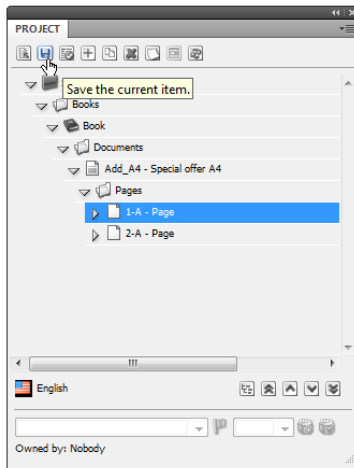 PROJECT
Save the current item.
Books
Book
Documents
Add_A4 - Special offer A4
Pages
1-A - Page
2-A - Page
English
Owned by: Nobody